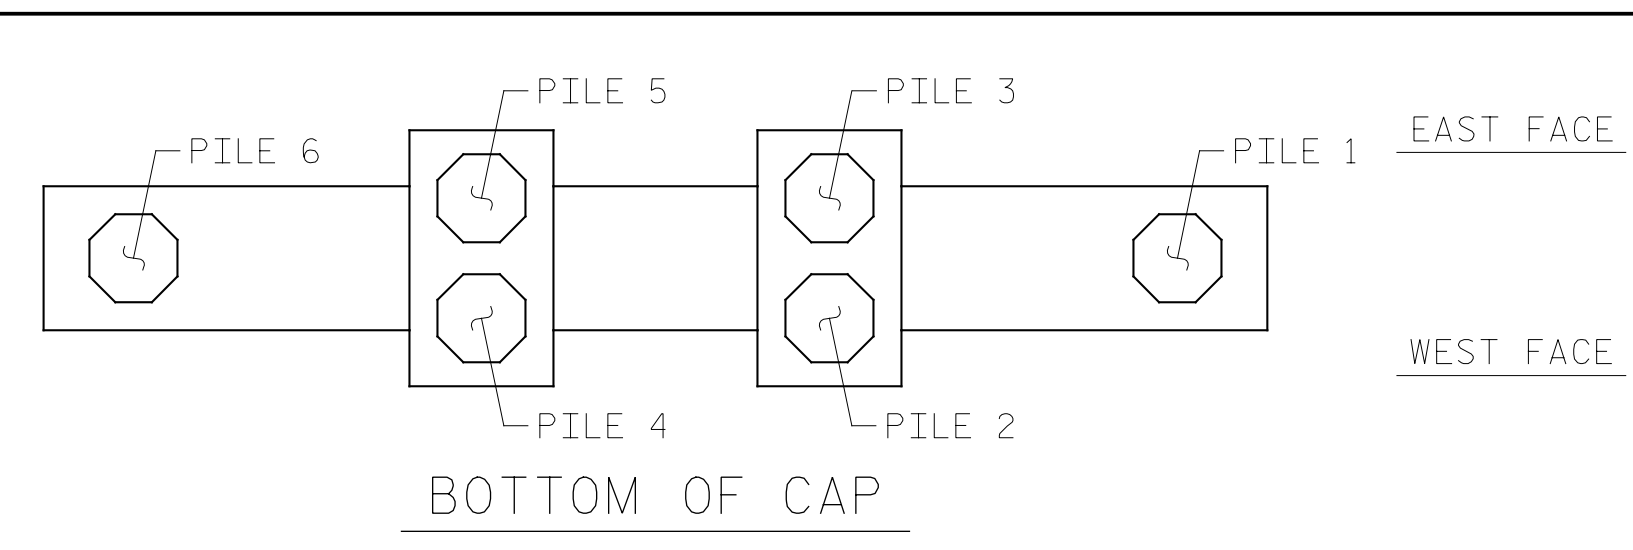 PILE 5
PILE 3
EAST FACE
PILE 6
PILE 1
WEST FACE
PILE 4
PILE 2
BOTTOM OF CAP